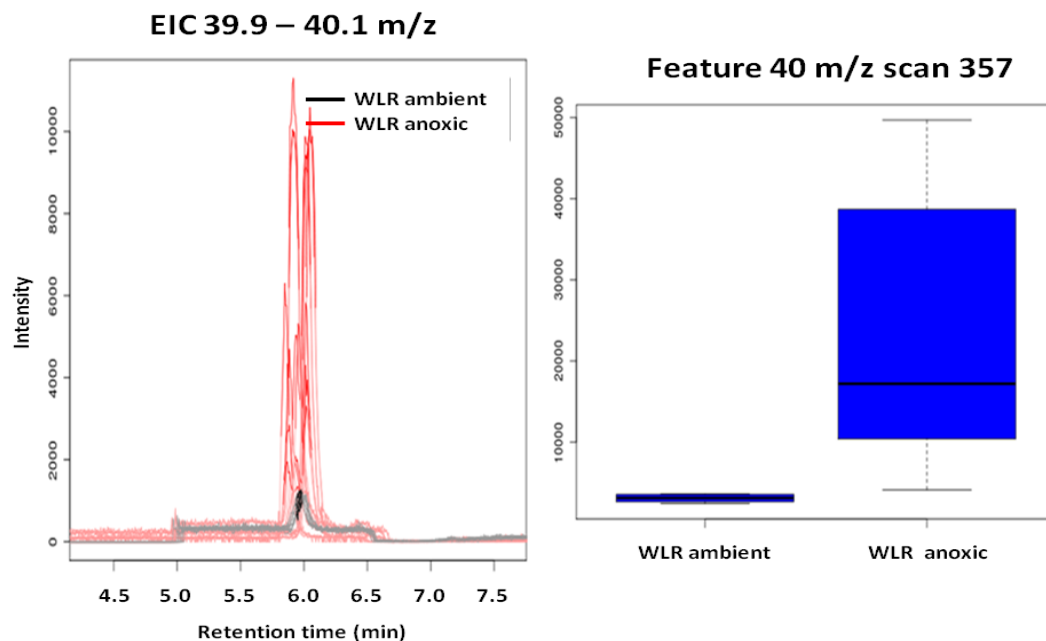 EIC 39.9 – 40.1 m/z
WLR ambient
WLR anoxic
Intensity
0
2000
4000
6000
8000
10000
4.5 5.0 5.5 6.0 6.5 7.0 7.5
Retention time (min)
Feature 40 m/z scan 357
50000
40000
30000
20000
10000
WLR ambient WLR anoxic